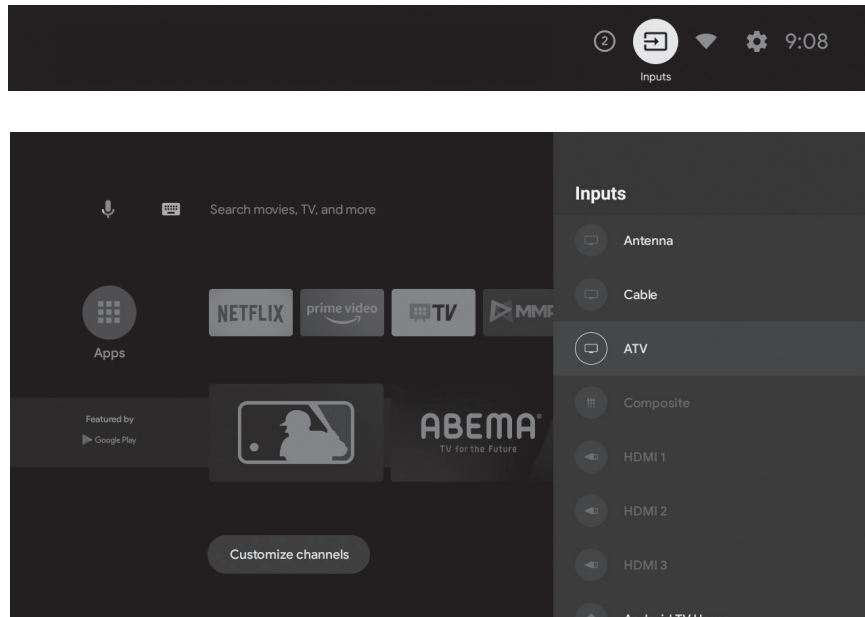 2
9:08
Inputs
Inputs
Search movies, TV, and more
Antenna
Cable
NETFLIX
prime video
TV
ATV
Apps
Composite
Featured by
Google Play
ABEMA
TV for the Future
HDMI 1
HDMI 2
Customize channels
HDMI 3